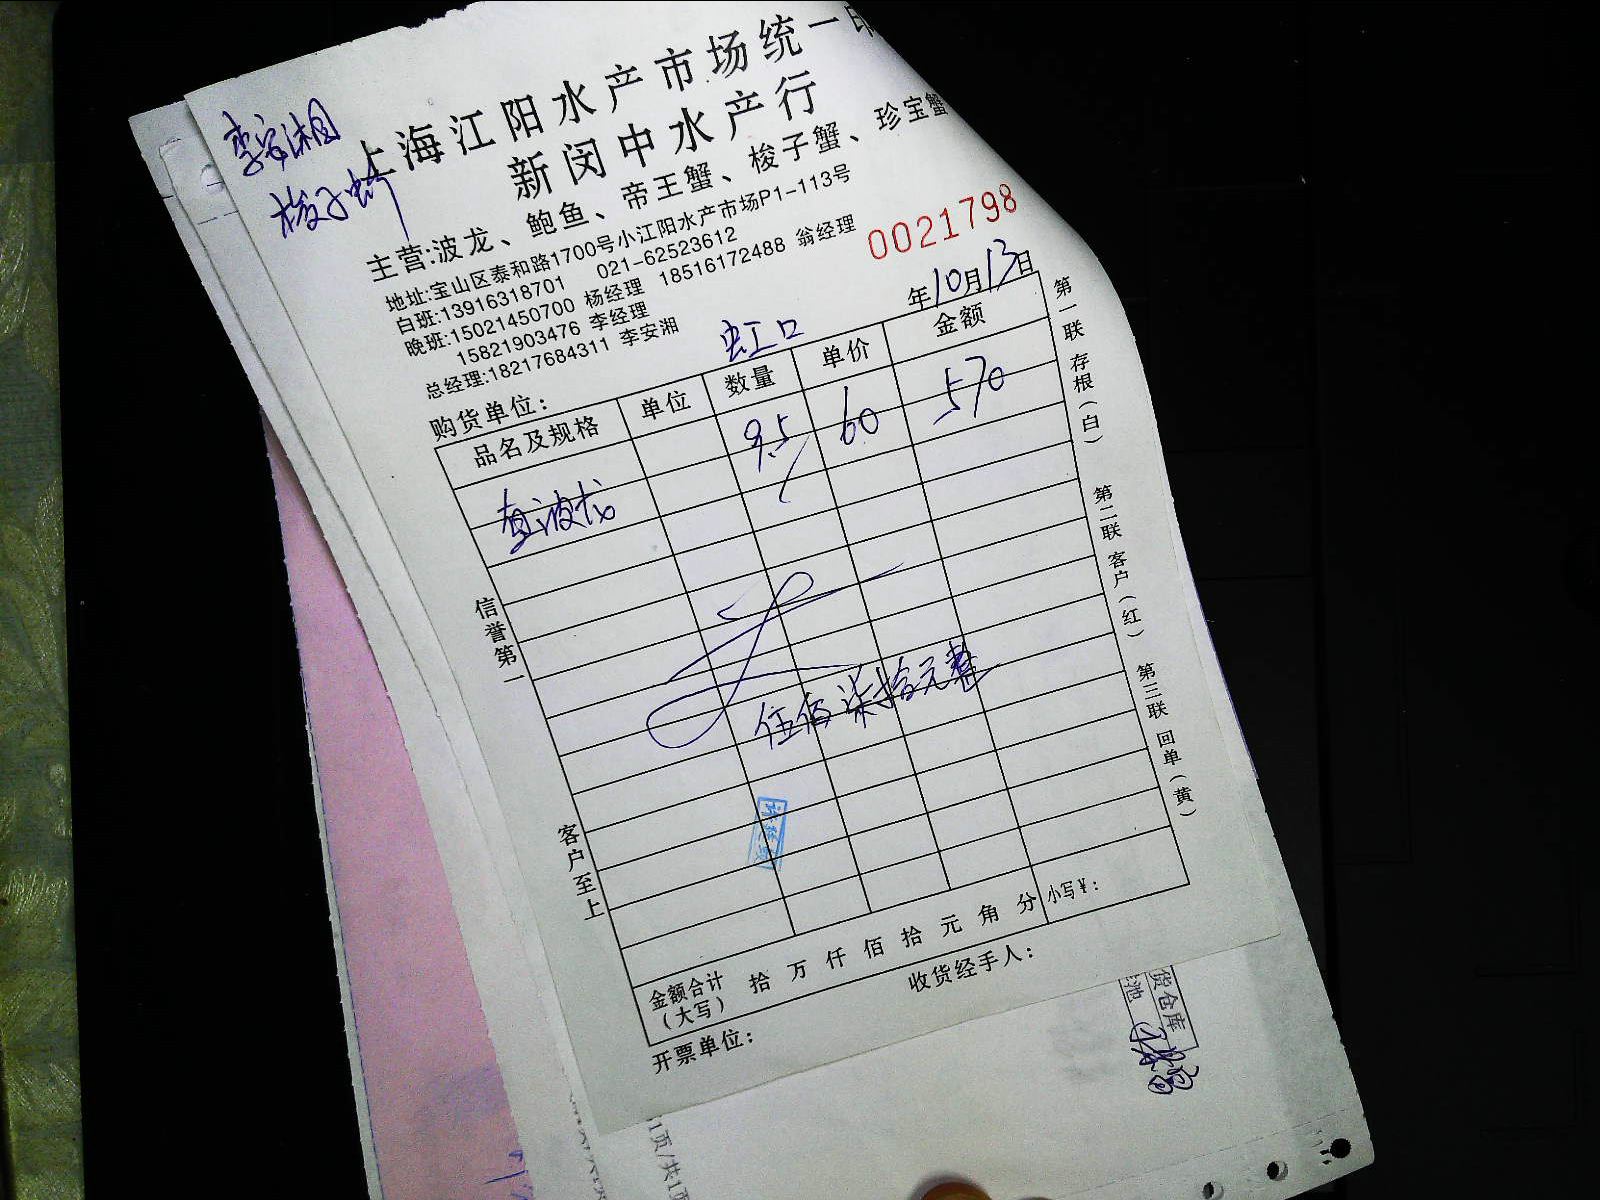 李安湘
梭子蟹
上海江阳水产市场统一
新闵中水产行
主营:波龙、鲍鱼、帝王蟹、梭子蟹、珍宝蟹
地址:宝山区泰和路1700号小江阳水产市场P1-113号
白班:13916318701 021-62523612
晚班:15021450700 杨经理 18516172488 翁经理
15821903476 李经理
总经理:18217684311 李安湘
0021798
年10月13日
购货单位: 虹口
品名及规格 单位 数量 单价 金额
波龙 9.5 60 570
伍佰柒拾元整
信誉第一
客户至上
第一联 存根(白)
第二联 客户(红)
第三联 回单(黄)
金额合计(大写) 拾 万 仟 佰 拾 元 角 分 小写¥:
开票单位: 收货经手人:
货仓库